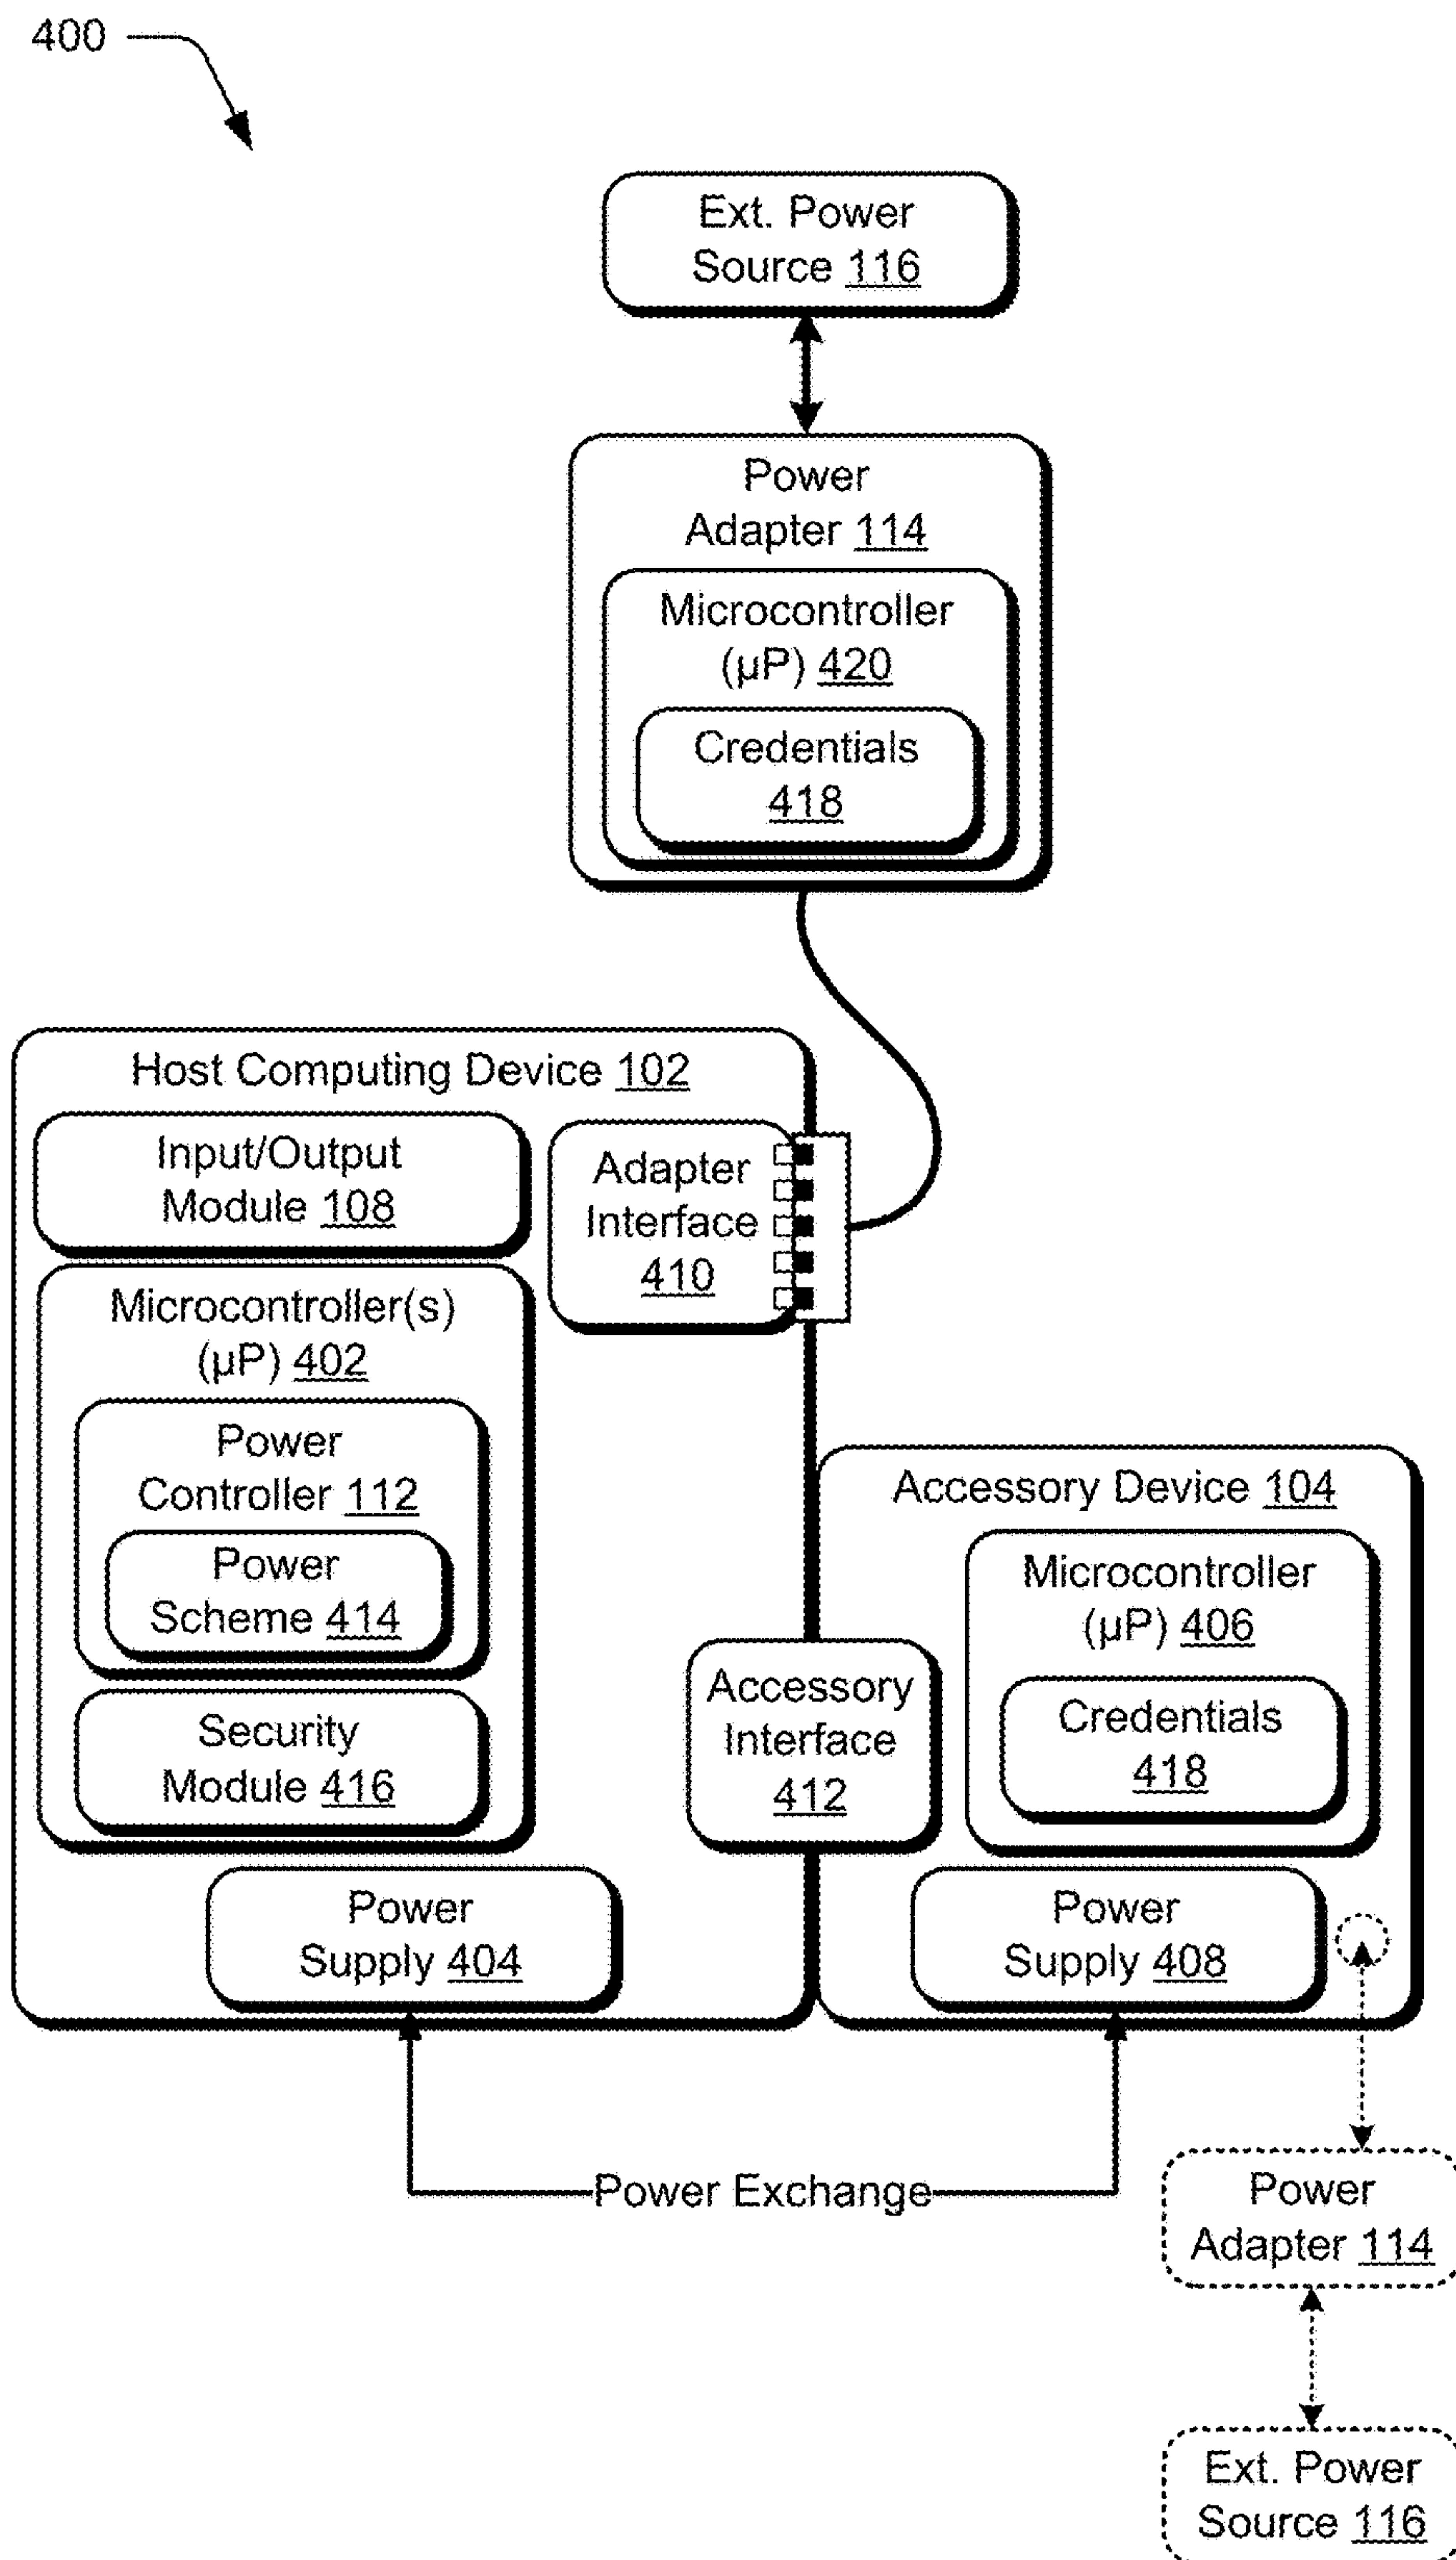 400
Ext. Power
Source 116
Power
Adapter 114
Microcontroller
(µP) 420
Credentials
418
Host Computing Device 102
Input/Output
Module 108
Adapter
Interface
410
Microcontroller(s)
(µP) 402
Power
Controller 112
Power
Scheme 414
Security
Module 416
Power
Supply 404
Accessory
Interface
412
Accessory Device 104
Microcontroller
(µP) 406
Credentials
418
Power
Supply 408
Power Exchange
Power
Adapter 114
Ext. Power
Source 116